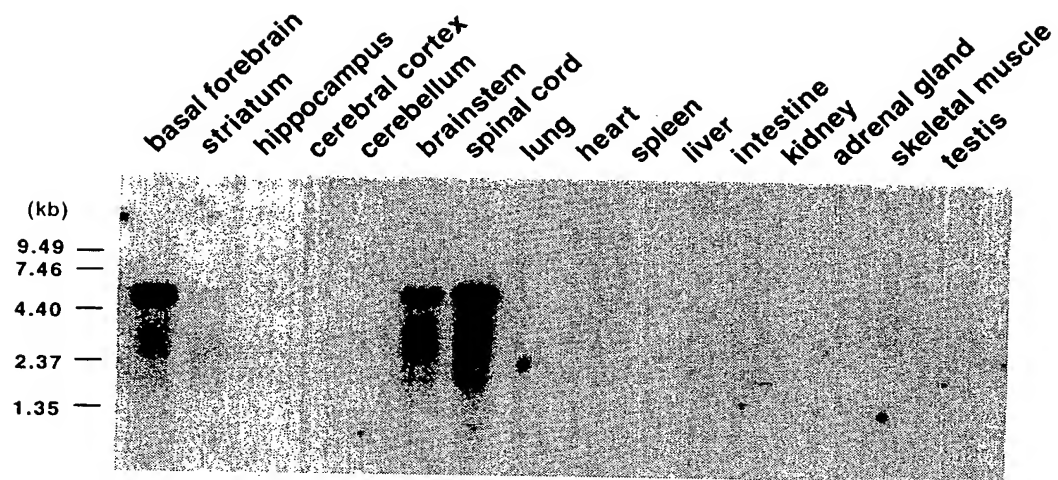 basal forebrain
striatum
hippocampus
cerebral cortex
cerebellum
brainstem
spinal cord
lung
heart
spleen
liver
intestine
kidney
adrenal gland
skeletal muscle
testis
(kb)
9.49
7.46
4.40
2.37
1.35